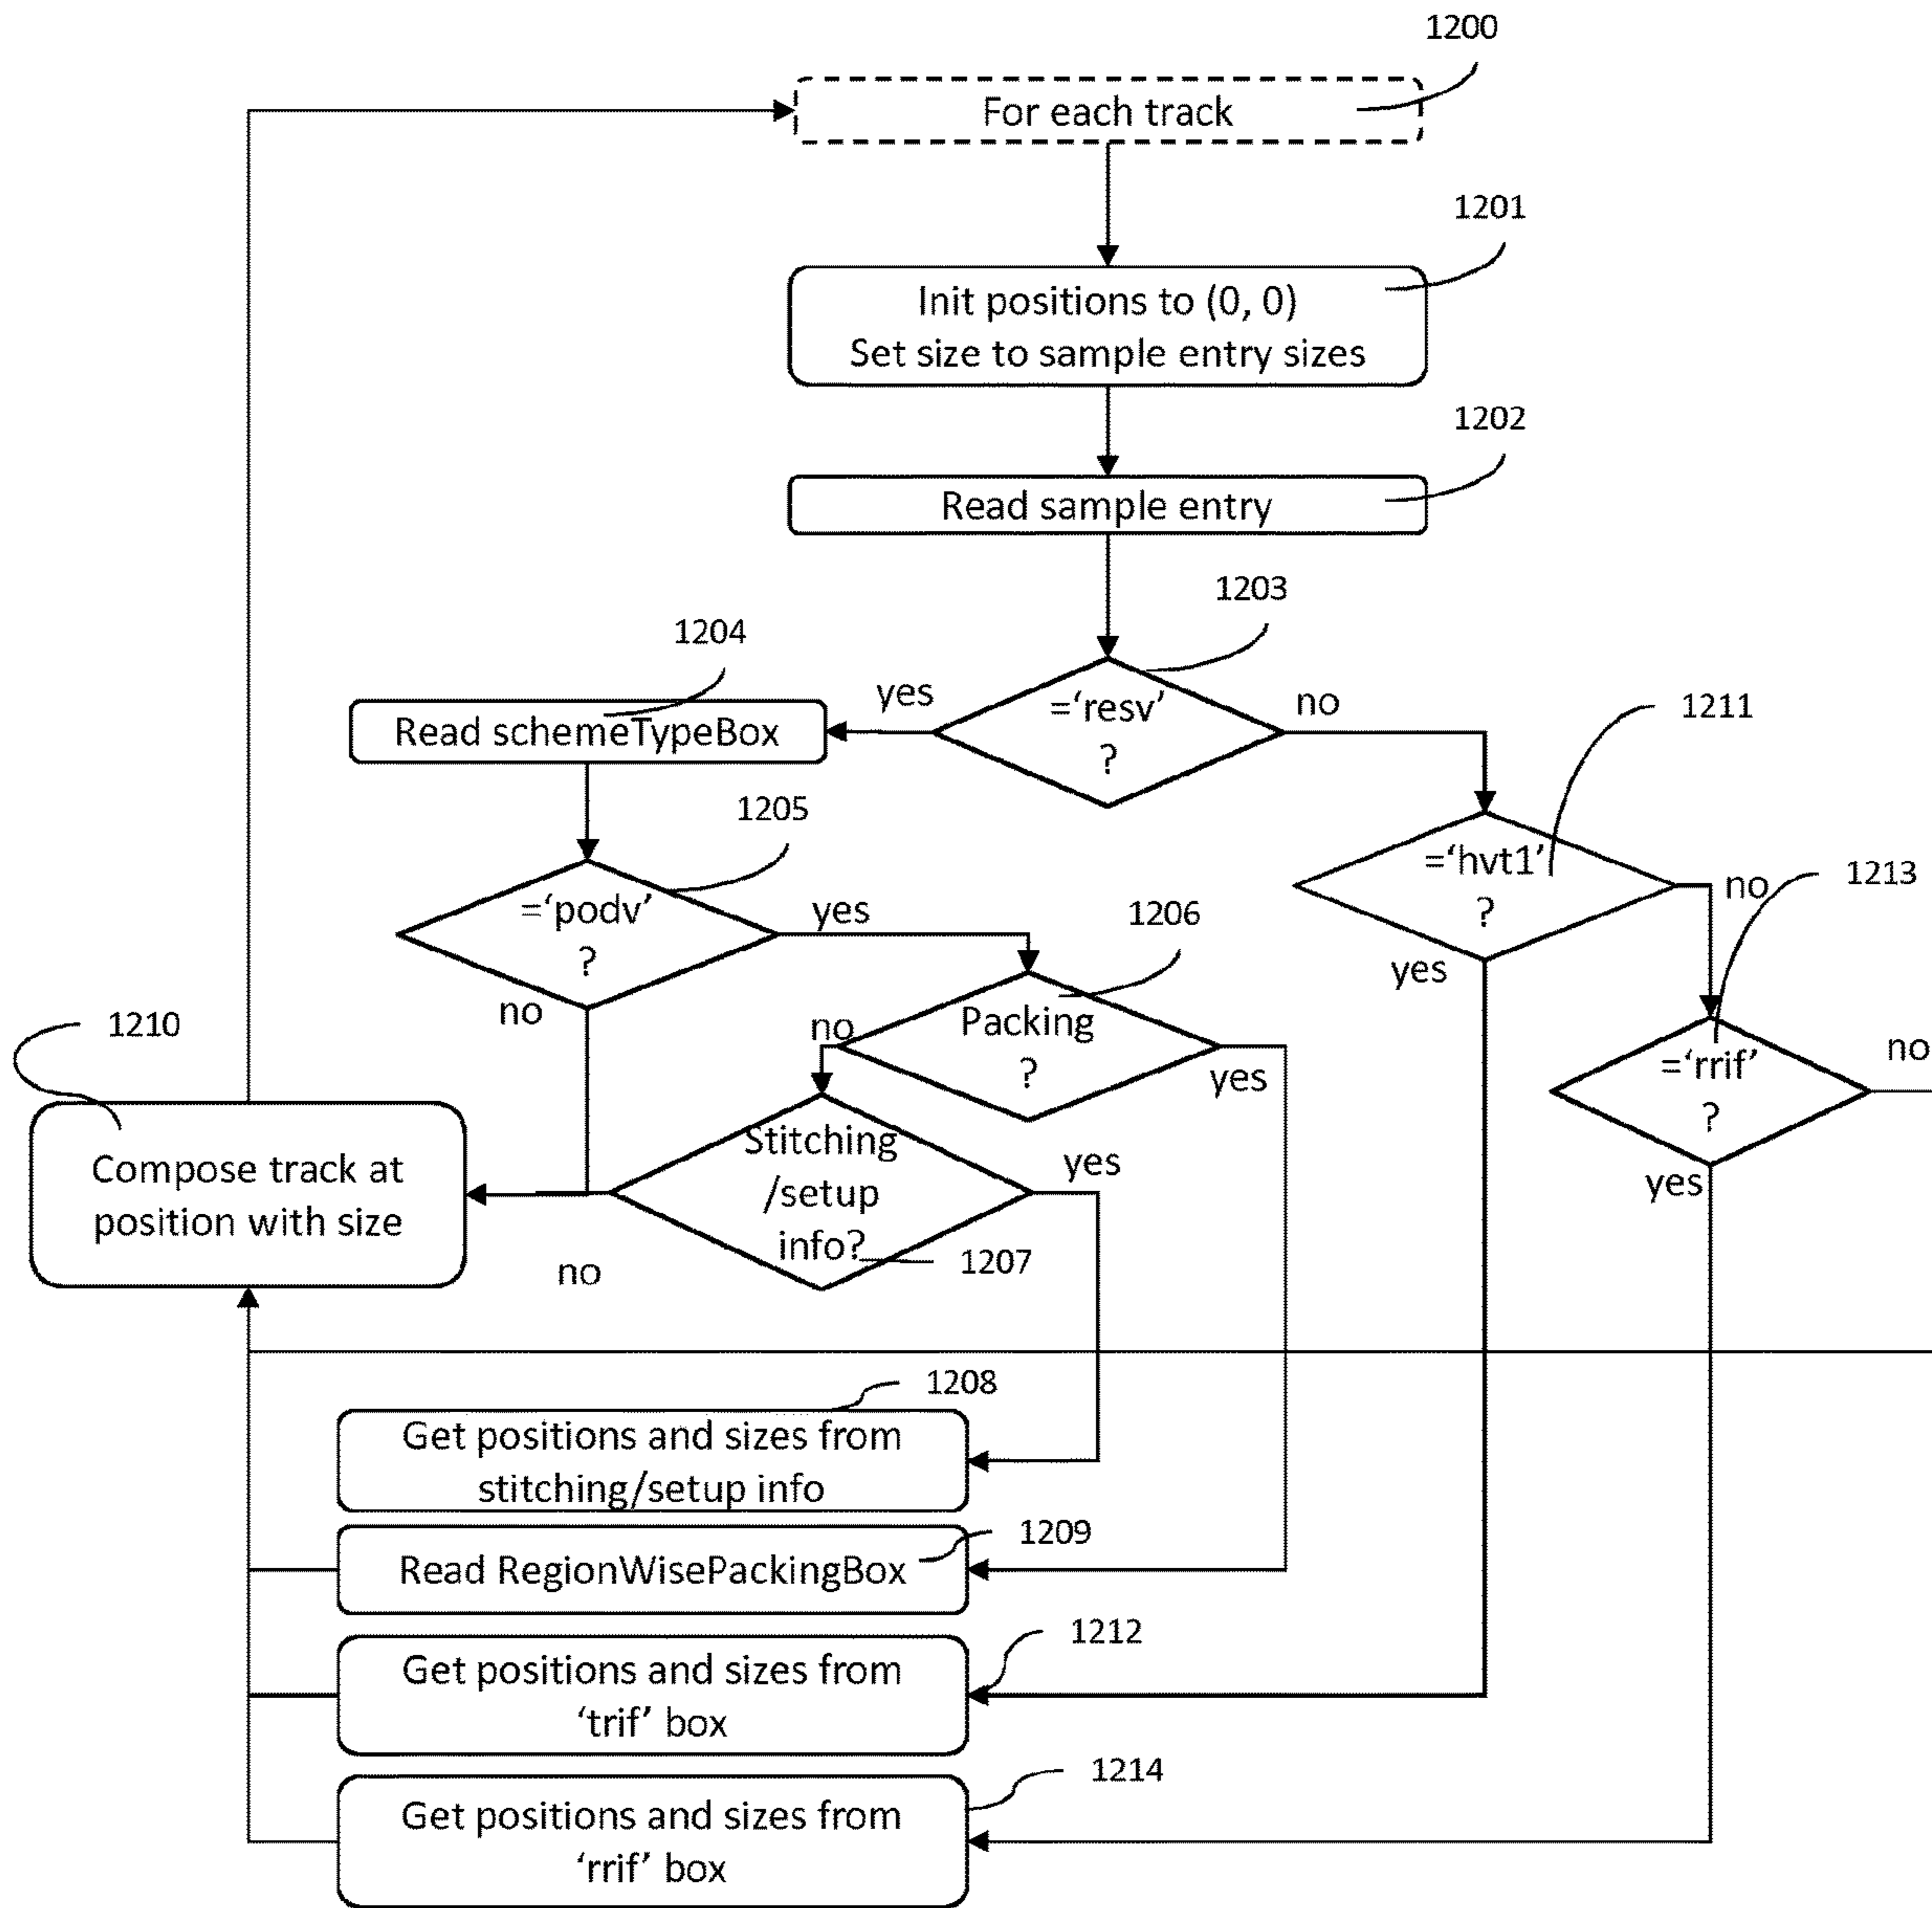 1200
For each track
1201
Init positions to (0, 0)
Set size to sample entry sizes
1202
Read sample entry
1203
1204
yes
no
=‘resv’
?
1211
Read schemeTypeBox
1205
=‘hvt1’
?
no
1213
yes
=‘podv’
?
yes
1206
no
1210
no
Packing
?
yes
=‘rrif’
?
no
yes
Stitching
/setup
info?
yes
1207
no
Compose track at
position with size
1208
Get positions and sizes from
stitching/setup info
1209
Read RegionWisePackingBox
1212
Get positions and sizes from
‘trif’ box
1214
Get positions and sizes from
‘rrif’ box